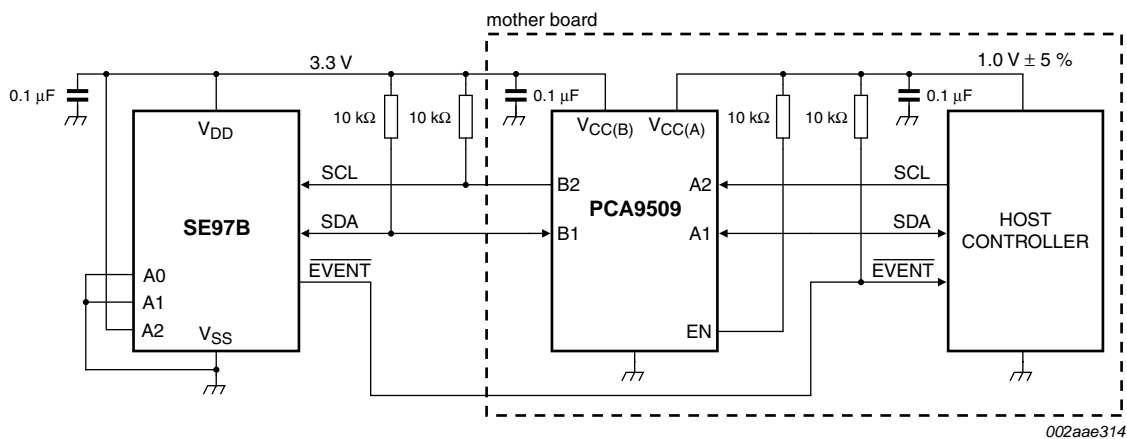 mother board
3.3 V
1.0 V ± 5 %
0.1 μF
10 kΩ
10 kΩ
0.1 μF
10 kΩ
10 kΩ
0.1 μF
VDD
VCC(B)
VCC(A)
SCL
B2
A2
SCL
SE97B
PCA9509
HOST
CONTROLLER
SDA
B1
A1
SDA
A0
EVENT
EVENT
A1
A2
VSS
EN
002aae314